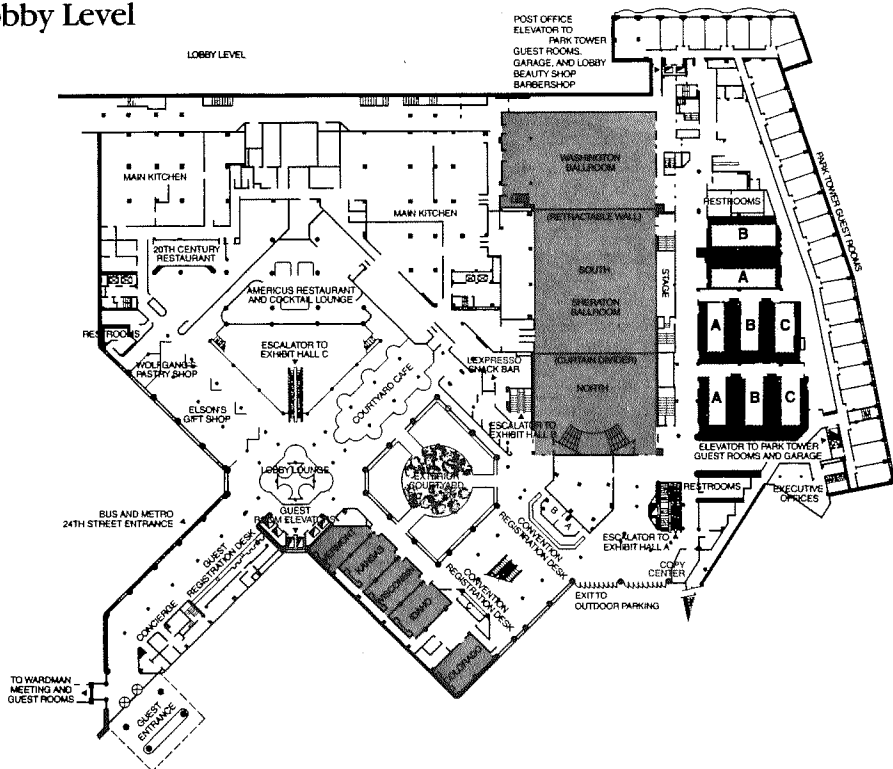 obby Level
LOBBY LEVEL
POST OFFICE
ELEVATOR TO
PARK TOWER
GUEST ROOMS,
GARAGE, AND LOBBY
BEAUTY SHOP
BARBERSHOP
WASHINGTON
BALLROOM
MAIN KITCHEN
MAIN KITCHEN
RESTROOMS
PARK TOWER GUEST ROOMS
(RETRACTABLE WALL)
B
20TH CENTURY
RESTAURANT
SOUTH
STAGE
A
AMERICUS RESTAURANT
AND COCKTAIL LOUNGE
SHERATON
BALLROOM
A B C
RESTROOMS
ESCALATOR TO
EXHIBIT HALL C
L'EXPRESSO
SNACK BAR
(CURTAIN DIVIDER)
WOLFGANG'S
PASTRY SHOP
COURTYARD CAFE
NORTH
A B C
ELSON'S
GIFT SHOP
ESCALATOR TO
EXHIBIT HALL B
ELEVATOR TO PARK TOWER
GUEST ROOMS AND GARAGE
LOBBY LOUNGE
EXTERIOR
COURTYARD
RESTROOMS
EXECUTIVE
OFFICES
BUS AND METRO
24TH STREET ENTRANCE
GUEST
ROOM ELEVATORS
B A
CONVENTION
REGISTRATION DESK
ESCALATOR TO
EXHIBIT HALL A
GUEST
REGISTRATION DESK
VERMONT
KANSAS
WISCONSIN
IDAHO
CONVENTION
REGISTRATION DESK
C
COPY
CENTER
EXIT TO
OUTDOOR PARKING
CONCIERGE
COLORADO
TO WARDMAN
MEETING AND
GUEST ROOMS
GUEST
ENTRANCE